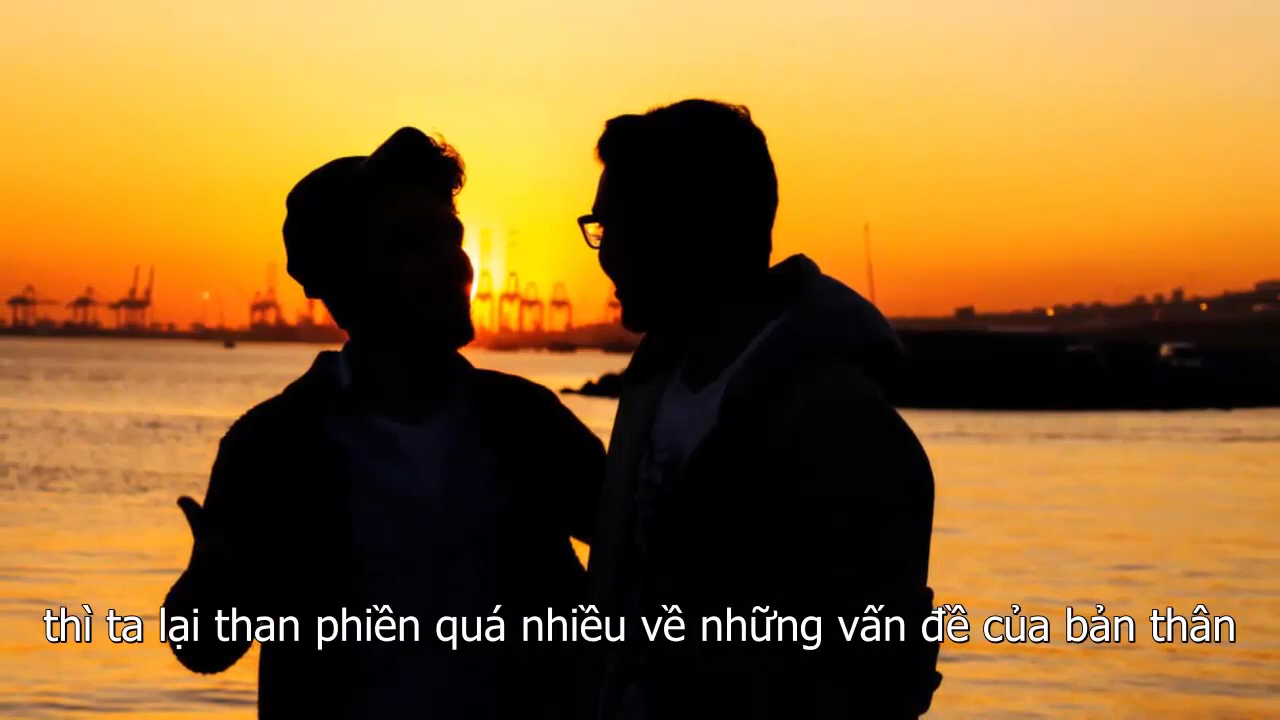 thì ta lại than phiền quá nhiều về những vấn đề của bản thân